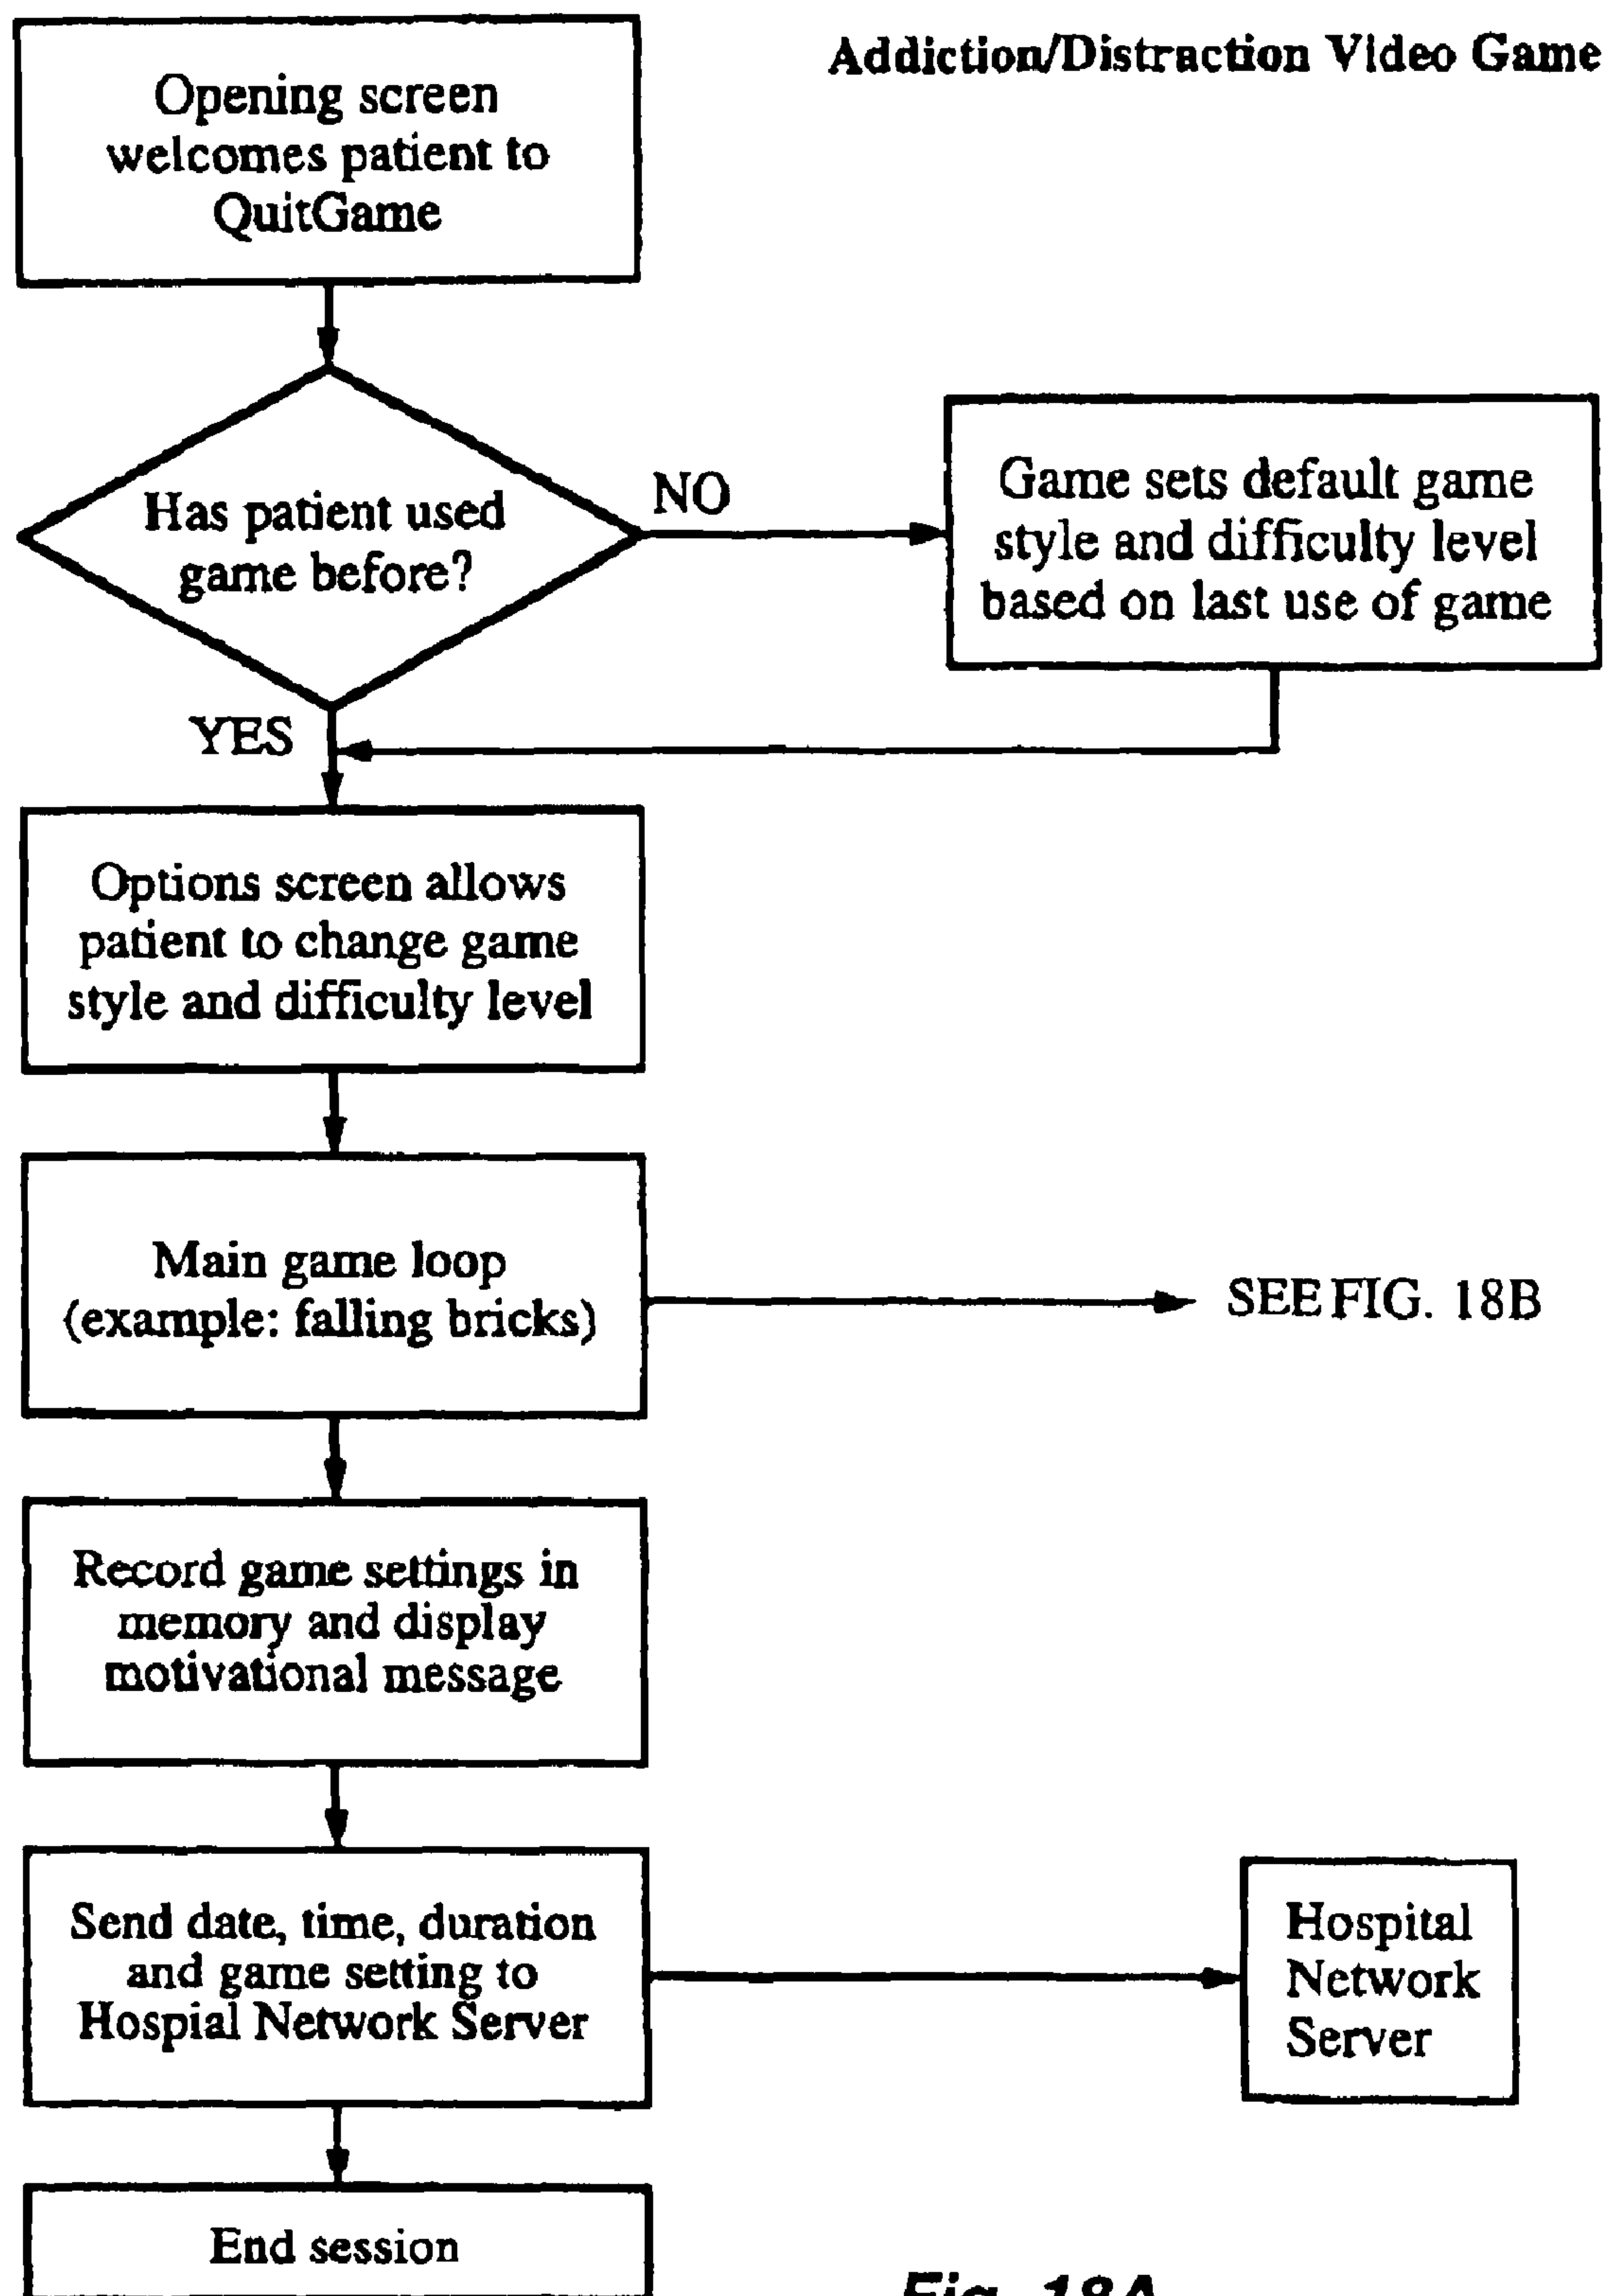 Addiction/Distraction Video Game
Opening screen
welcomes patient to
QuitGame
Has patient used
game before?
NO
Game sets default game
style and difficulty level
based on last use of game
YES
Options screen allows
patient to change game
style and difficulty level
Main game loop
(example: falling bricks)
SEE FIG. 18B
Record game settings in
memory and display
motivational message
Send date, time, duration
and game setting to
Hospial Network Server
Hospital
Network
Server
End session
Fig. 18A